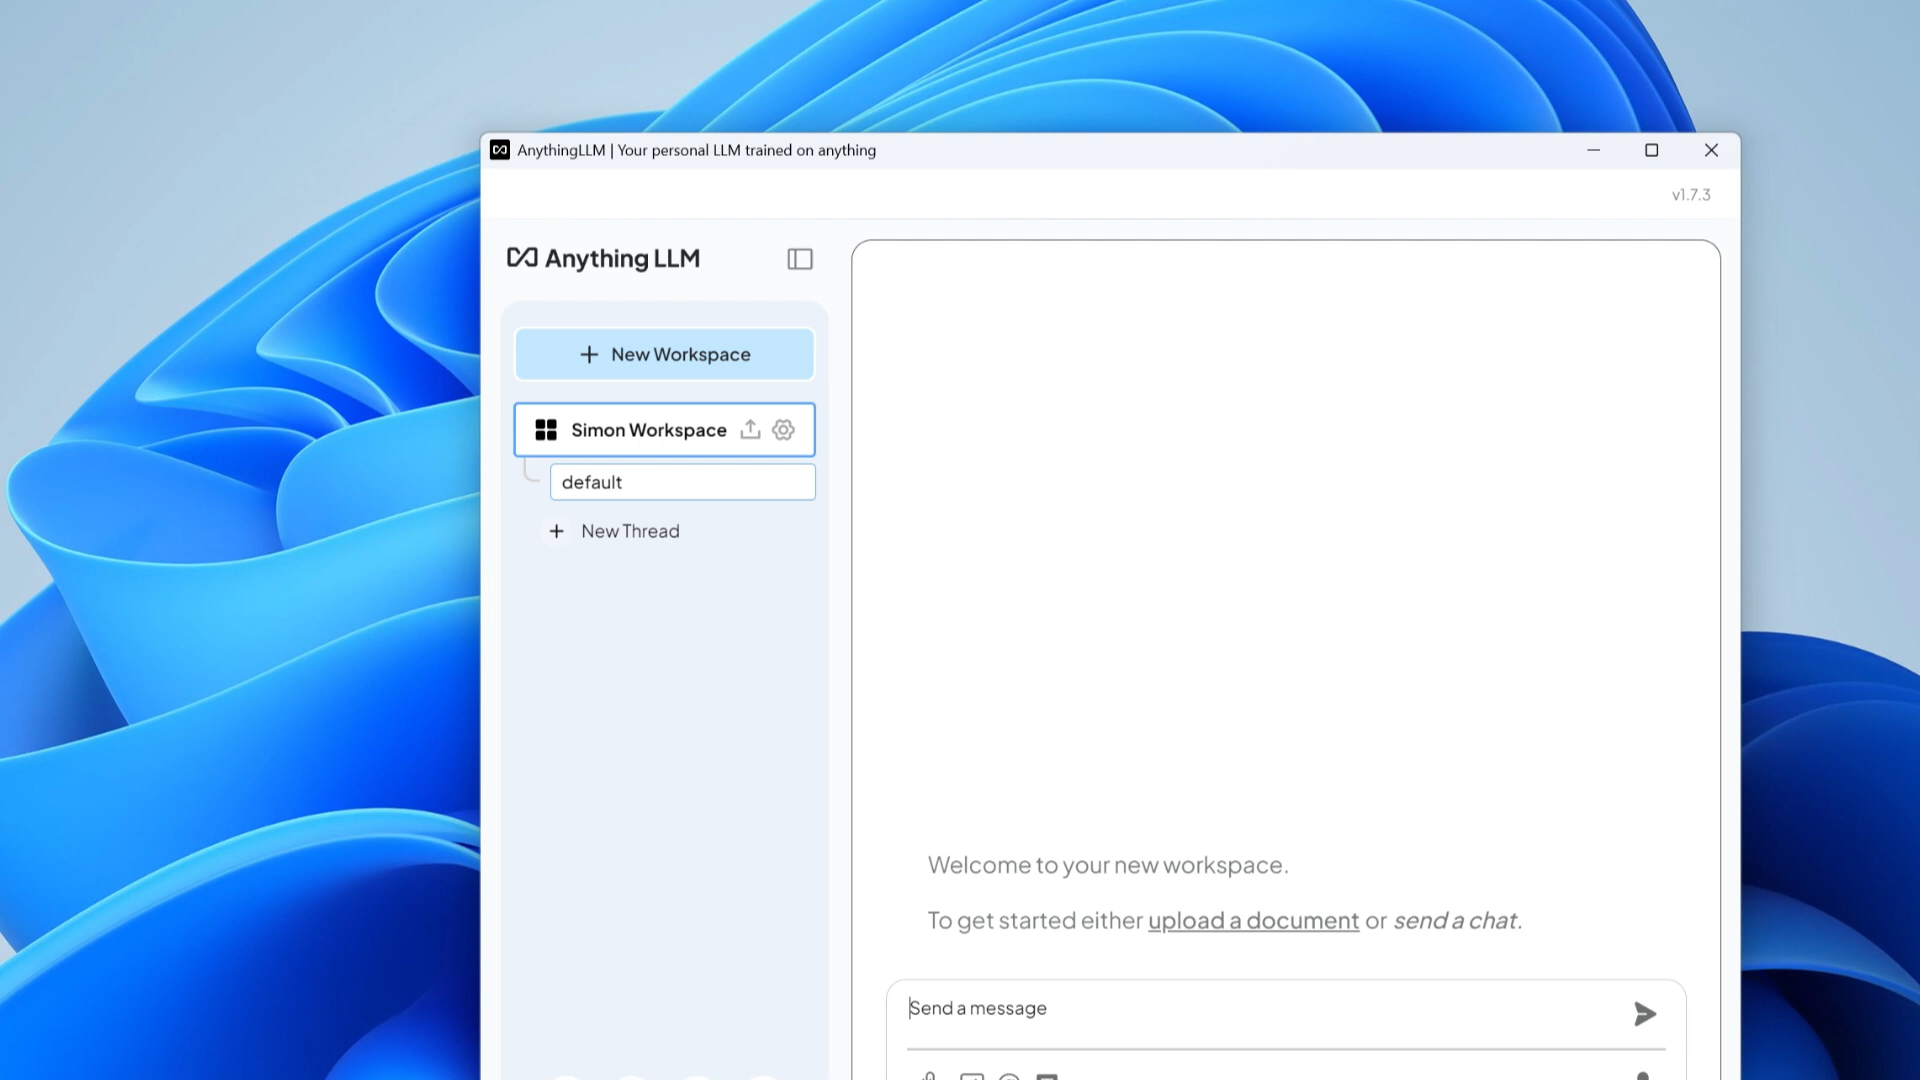 AnythingLLM | Your personal LLM trained on anything
v1.7.3
Anything LLM
New Workspace
Simon Workspace
default
New Thread
Welcome to your new workspace.
To get started either upload a document or send a chat.
Send a message